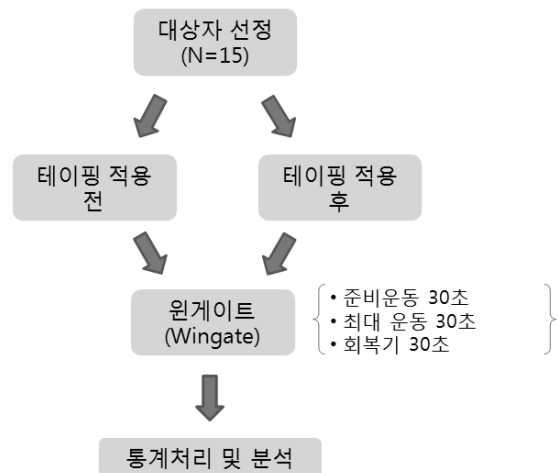 대상자 선정
(N=15)
테이핑 적용
전
테이핑 적용
후
윈게이트
(Wingate)
• 준비운동 30초
• 최대 운동 30초
• 회복기 30초
통계처리 및 분석